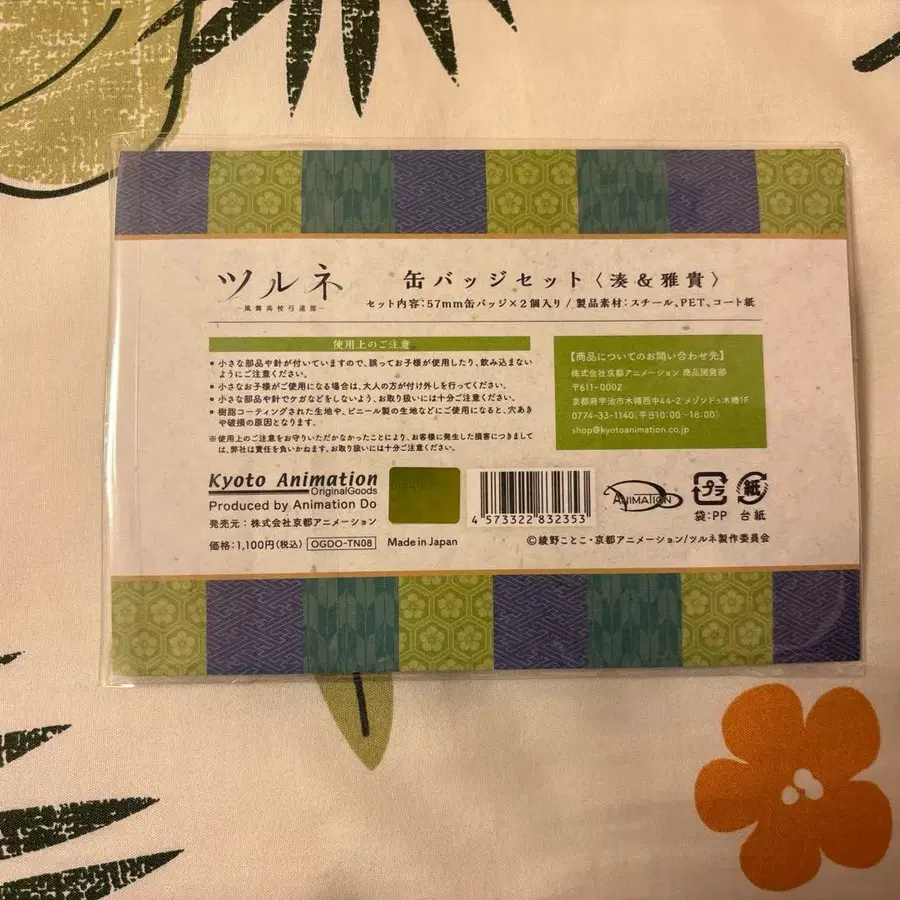 ツルネ
―風舞高校弓道部―
缶バッジセット〈湊&雅貴〉
セット内容:57mm缶バッジ×2個入り/製品素材:スチール、PET、コート紙
使用上のご注意
● 小さな部品や針が付いていますので、誤ってお子様が使用したり、飲み込まない
ようにご注意ください。
● 小さなお子様がご使用になる場合は、大人の方が付け外しを行ってください。
● 小さな部品や針でケガなどをしないよう、お取り扱いには十分ご注意ください。
● 樹脂コーティングされた生地や、ビニール製の生地などにご使用になると、穴あき
や破損の原因となります。
※使用上のご注意をお守りいただかなかったことにより、お客様に発生した損害につきまして
は、弊社は責任を負いかねます。お取り扱いには十分ご注意ください。
【商品についてのお問い合わせ先】
株式会社京都アニメーション 商品開発部
〒611-0002
京都府宇治市木幡西中44-2 メゾンドゥ木幡1F
0774-33-1140(平日10:00~18:00)
shop@kyotoanimation.co.jp
Kyoto Animation
OriginalGoods
Produced by Animation Do
発売元:株式会社京都アニメーション
価格:1,100円(税込) OGDO-TN08 Made in Japan
4 573322 832353
ANIMATION
プラ
袋:PP
紙
台紙
©綾野ことこ・京都アニメーション/ツルネ製作委員会